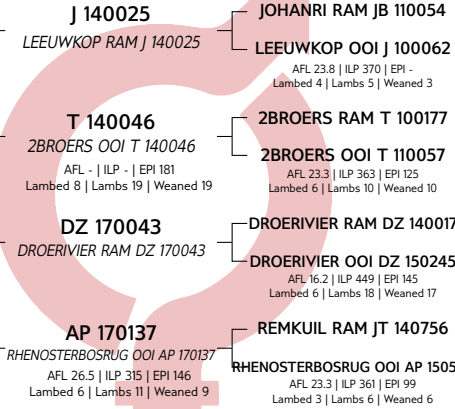 J 140025
LEEUWKOP RAM J 140025
JOHANRI RAM JB 110054
LEEUWKOP OOI J 100062
AFL 23.8 | ILP 370 | EPI -
Lambed 4 | Lambs 5 | Weaned 3
T 140046
2BROERS OOI T 140046
AFL - | ILP - | EPI 181
Lambed 8 | Lambs 19 | Weaned 19
2BROERS RAM T 100177
2BROERS OOI T 110057
AFL 23.3 | ILP 363 | EPI 125
Lambed 6 | Lambs 10 | Weaned 10
DZ 170043
DROERIVIER RAM DZ 170043
DROERIVIER RAM DZ 140017
DROERIVIER OOI DZ 150245
AFL 16.2 | ILP 449 | EPI 145
Lambed 6 | Lambs 18 | Weaned 17
AP 170137
RHENOSTERBOSRUG OOI AP 170137
AFL 26.5 | ILP 315 | EPI 146
Lambed 6 | Lambs 11 | Weaned 9
REMKUIL RAM JT 140756
RHENOSTERBOSRUG OOI AP 1505
AFL 23.3 | ILP 361 | EPI 99
Lambed 3 | Lambs 6 | Weaned 6